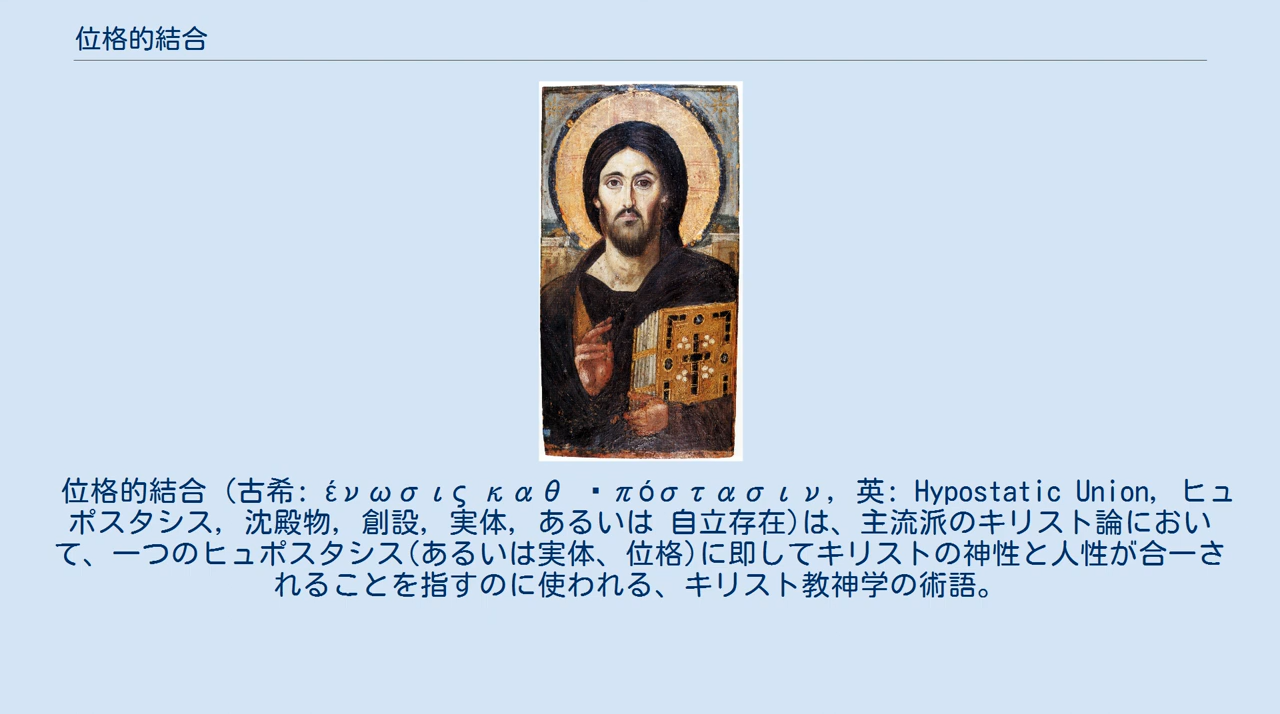 位格的結合
位格的結合（古希: ένωσις καθ ・πόστασιν, 英: Hypostatic Union, ヒュ
ポスタシス, 沈殿物, 創設, 実体, あるいは 自立存在)は、主流派のキリスト論におい
て、一つのヒュポスタシス(あるいは実体、位格)に即してキリストの神性と人性が合一さ
れることを指すのに使われる、キリスト教神学の術語。